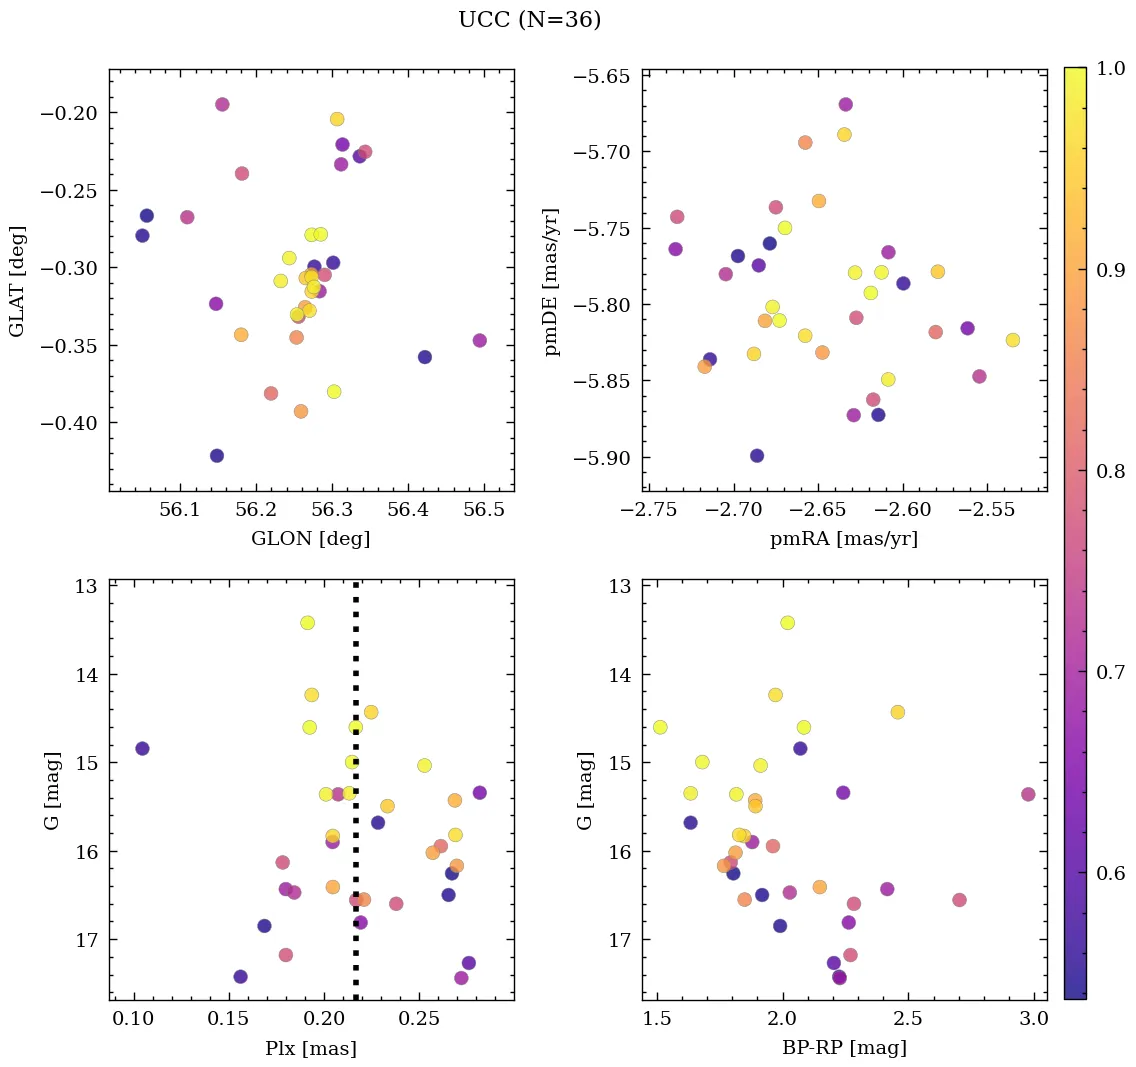 UCC (N=36)
−0.20
−0.25
−0.30
−0.35
−0.40
GLAT [deg]
56.1 56.2 56.3 56.4 56.5
GLON [deg]
−5.65
−5.70
−5.75
−5.80
−5.85
−5.90
pmDE [mas/yr]
−2.75 −2.70 −2.65 −2.60 −2.55
pmRA [mas/yr]
13
14
15
16
17
G [mag]
0.10 0.15 0.20 0.25
Plx [mas]
13
14
15
16
17
G [mag]
1.5 2.0 2.5 3.0
BP-RP [mag]
1.0
0.9
0.8
0.7
0.6